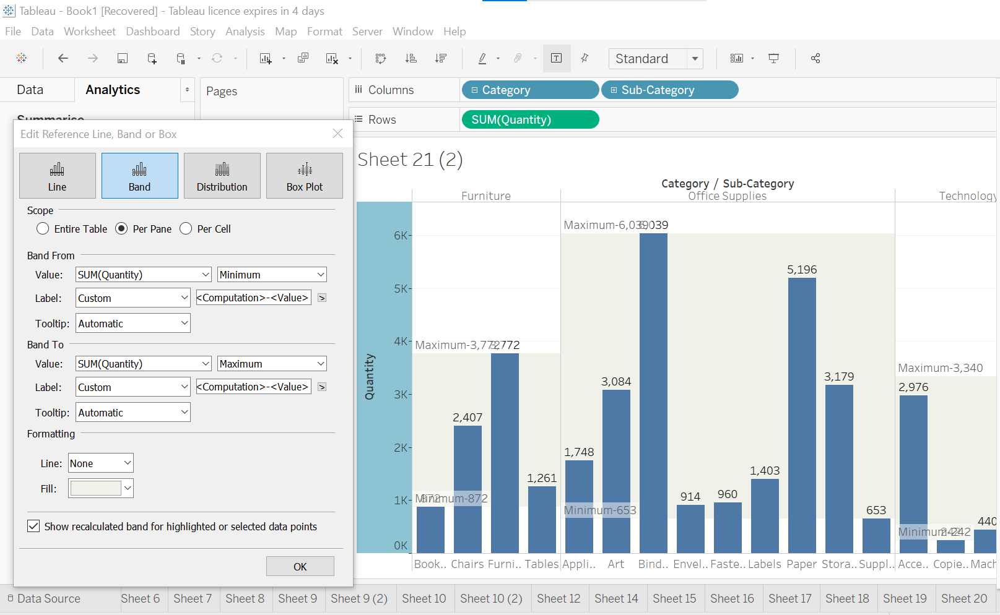 Tableau - Book1 [Recovered] - Tableau licence expires in 4 days
File Data Worksheet Dashboard Story Analysis Map Format Server Window Help
Standard
Data Analytics
Summarise
Pages
Columns Category Sub-Category
Rows SUM(Quantity)
Edit Reference Line, Band or Box
Line Band Distribution Box Plot
Scope
Entire Table Per Pane Per Cell
Band From
Value: SUM(Quantity) Minimum
Label: Custom <Computation>-<Value> >
Tooltip: Automatic
Band To
Value: SUM(Quantity) Maximum
Label: Custom <Computation>-<Value> >
Tooltip: Automatic
Formatting
Line: None
Fill:
Show recalculated band for highlighted or selected data points
OK
Sheet 21 (2)
Category / Sub-Category
Furniture Office Supplies Technology
Quantity
6K
5K
4K
3K
2K
1K
0K
Maximum-3,772 3,772
2,407
1,261
Minimum-872 872
Maximum-6,039 6,039
5,196
3,084
3,179
1,748
1,403
914
960
653
Minimum-653
Maximum-3,340
2,976
Minimum-242 242
440
Book.. Chairs Furni.. Tables Appli.. Art Bind.. Envel.. Faste.. Labels Paper Stora.. Suppl.. Acce.. Copie.. Mach
Data Source Sheet 6 Sheet 7 Sheet 8 Sheet 9 Sheet 9 (2) Sheet 10 Sheet 10 (2) Sheet 12 Sheet 14 Sheet 15 Sheet 16 Sheet 17 Sheet 18 Sheet 19 Sheet 20